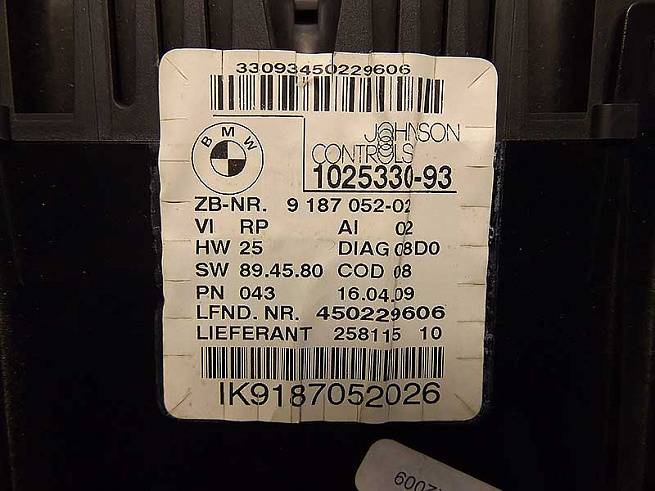 33093450229606
BMW
JOHNSON
CONTROLS
1025330-93
ZB-NR. 9 187 052-02
VI RP AI 02
HW 25 DIAG 08D0
SW 89.45.80 COD 08
PN 043 16.04.09
LFND. NR. 450229606
LIEFERANT 258115 10
IK9187052026
2009